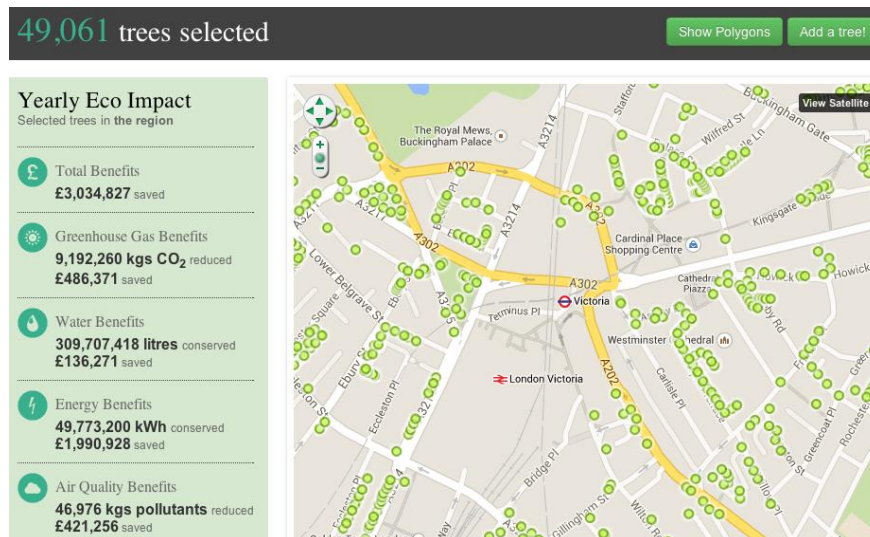 49,061 trees selected
Show Polygons
Add a tree!
Yearly Eco Impact
Selected trees in the region
Total Benefits
£3,034,827 saved
Greenhouse Gas Benefits
9,192,260 kgs CO2 reduced
£486,371 saved
Water Benefits
309,707,418 litres conserved
£136,271 saved
Energy Benefits
49,773,200 kWh conserved
£1,990,928 saved
Air Quality Benefits
46,976 kgs pollutants reduced
£421,256 saved
View Satellite
Buckingham Gate
The Royal Mews,
Buckingham Palace
Wilfred St
A3214
A202
A3214
A302
Kingsgate
Cardinal Place
Shopping Centre
Lower Belgrave St
A302
Piazza
Howick
Victoria
Terminus Pl
Westminster
London Victoria
A202
Carlisle Pl
Ebury St
Eccleston Pl
Greencoat Pl
Rochester
Bridge Pl
Gillingham St